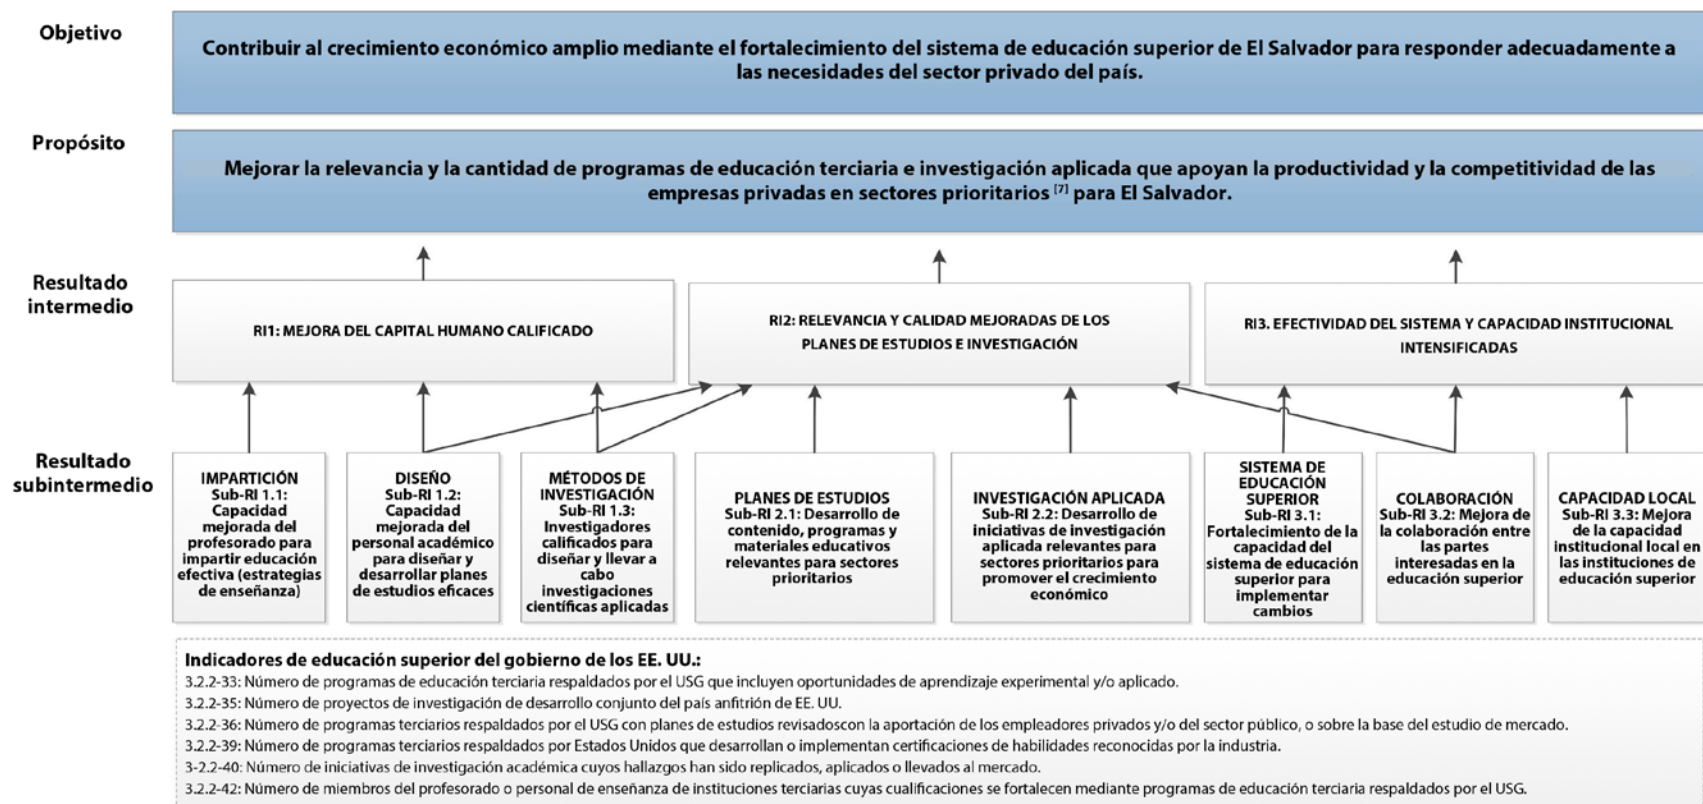 Objetivo
Contribuir al crecimiento económico amplio mediante el fortalecimiento del sistema de educación superior de El Salvador para responder adecuadamente a
las necesidades del sector privado del país.
Propósito
Mejorar la relevancia y la cantidad de programas de educación terciaria e investigación aplicada que apoyan la productividad y la competitividad de las
empresas privadas en sectores prioritarios [7] para El Salvador.
Resultado
intermedio
RI1: MEJORA DEL CAPITAL HUMANO CALIFICADO
RI2: RELEVANCIA Y CALIDAD MEJORADAS DE LOS
PLANES DE ESTUDIOS E INVESTIGACIÓN
RI3. EFECTIVIDAD DEL SISTEMA Y CAPACIDAD INSTITUCIONAL
INTENSIFICADAS
Resultado
subintermedio
IMPARTICIÓN
Sub-RI 1.1:
Capacidad
mejorada del
profesorado para
impartir educación
efectiva (estrategias
de enseñanza)
DISEÑO
Sub-RI 1.2:
Capacidad
mejorada del
personal académico
para diseñar y
desarrollar planes
de estudios eficaces
MÉTODOS DE
INVESTIGACIÓN
Sub-RI 1.3:
Investigadores
calificados para
diseñar y llevar a
cabo
investigaciones
científicas aplicadas
PLANES DE ESTUDIOS
Sub-RI 2.1: Desarrollo de
contenido, programas y
materiales educativos
relevantes para sectores
prioritarios
INVESTIGACIÓN APLICADA
Sub-RI 2.2: Desarrollo de
iniciativas de investigación
aplicada relevantes para
sectores prioritarios para
promover el crecimiento
económico
SISTEMA DE
EDUCACIÓN
SUPERIOR
Sub-RI 3.1:
Fortalecimiento de la
capacidad del
sistema de educación
superior para
implementar
cambios
COLABORACIÓN
Sub-RI 3.2: Mejora de
la colaboración entre
las partes
interesadas en la
educación superior
CAPACIDAD LOCAL
Sub-RI 3.3: Mejora
de la capacidad
institucional local en
las instituciones de
educación superior
Indicadores de educación superior del gobierno de los EE. UU.:
3.2.2-33: Número de programas de educación terciaria respaldados por el USG que incluyen oportunidades de aprendizaje experimental y/o aplicado.
3.2.2-35: Número de proyectos de investigación de desarrollo conjunto del país anfitrión de EE. UU.
3.2.2-36: Número de programas terciarios respaldados por el USG con planes de estudios revisadoscon la aportación de los empleadores privados y/o del sector público, o sobre la base del estudio de mercado.
3.2.2-39: Número de programas terciarios respaldados por Estados Unidos que desarrollan o implementan certificaciones de habilidades reconocidas por la industria.
3-2.2-40: Número de iniciativas de investigación académica cuyos hallazgos han sido replicados, aplicados o llevados al mercado.
3.2.2-42: Número de miembros del profesorado o personal de enseñanza de instituciones terciarias cuyas cualificaciones se fortalecen mediante programas de educación terciaria respaldados por el USG.